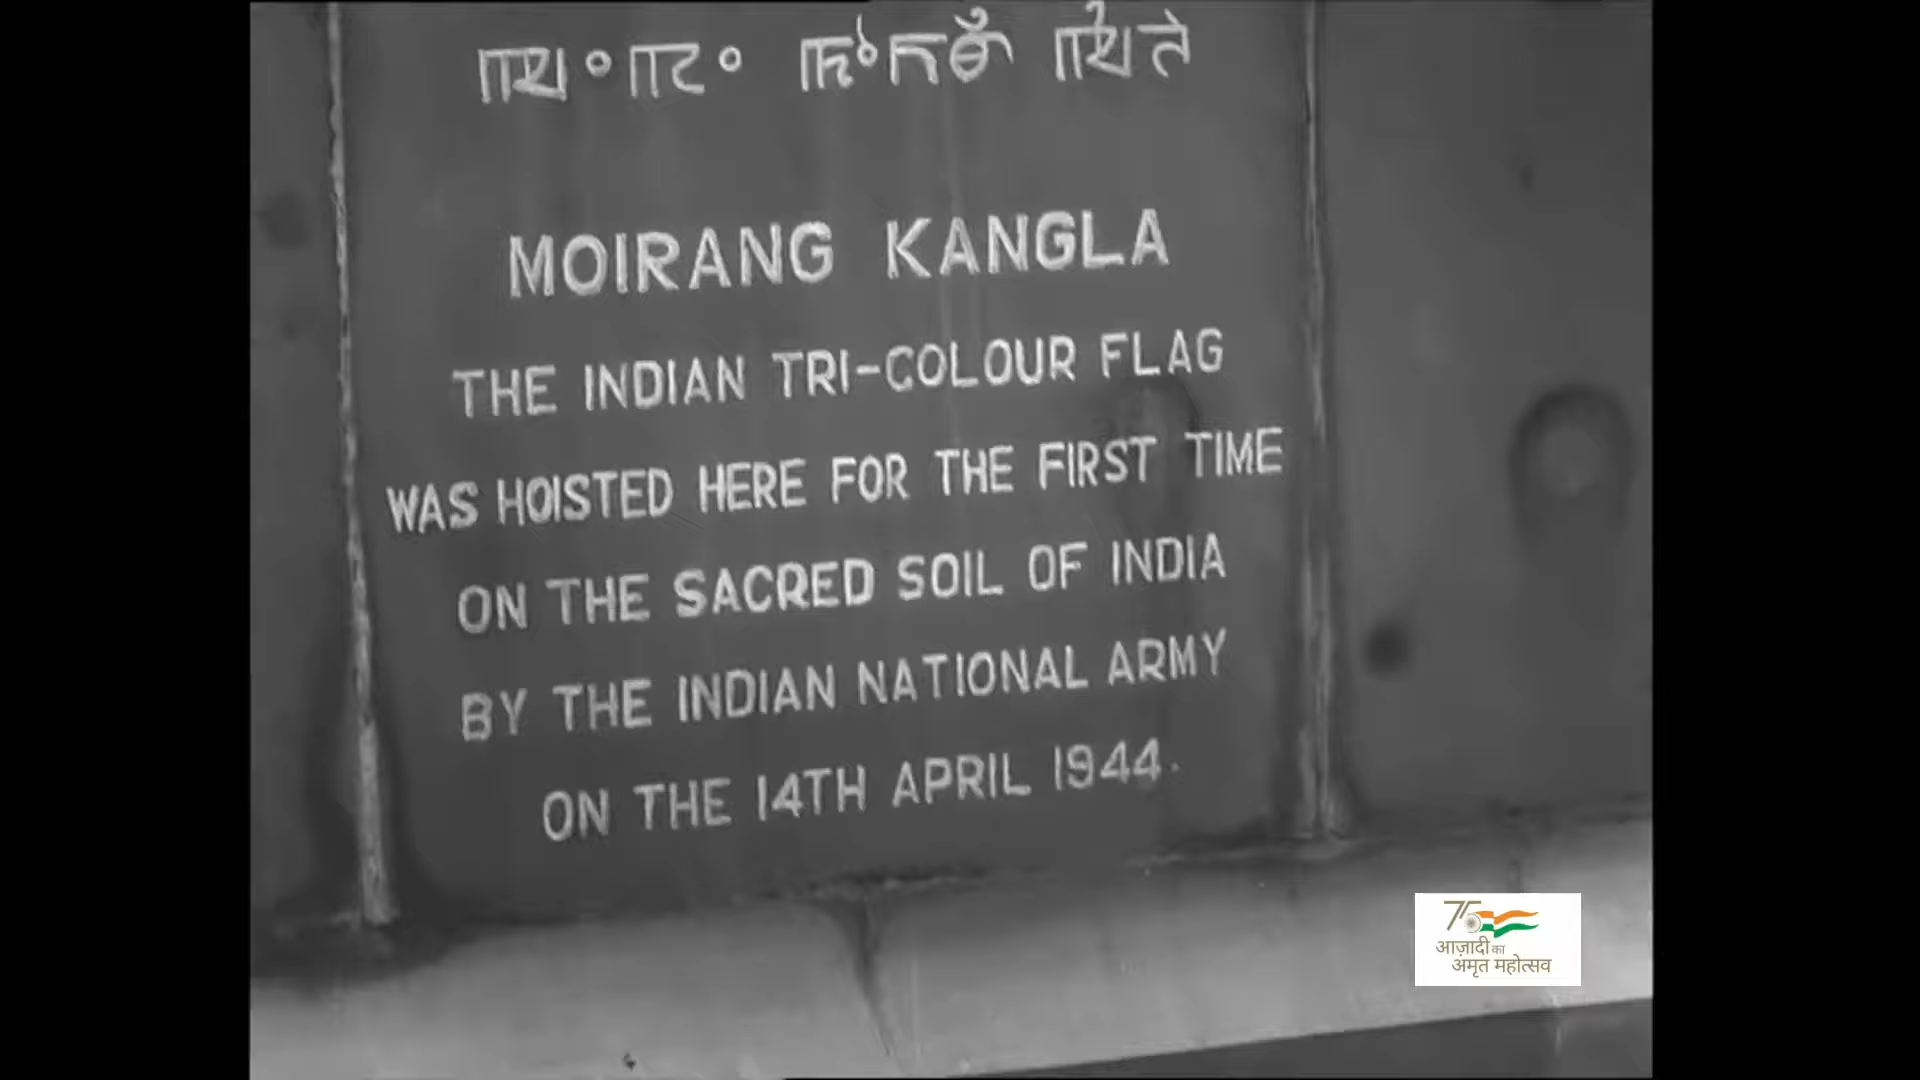 MOIRANG KANGLA
THE INDIAN TRI-COLOUR FLAG
WAS HOISTED HERE FOR THE FIRST TIME
ON THE SACRED SOIL OF INDIA
BY THE INDIAN NATIONAL ARMY
ON THE 14TH APRIL 1944.
75
आज़ादी का
अमृत महोत्सव